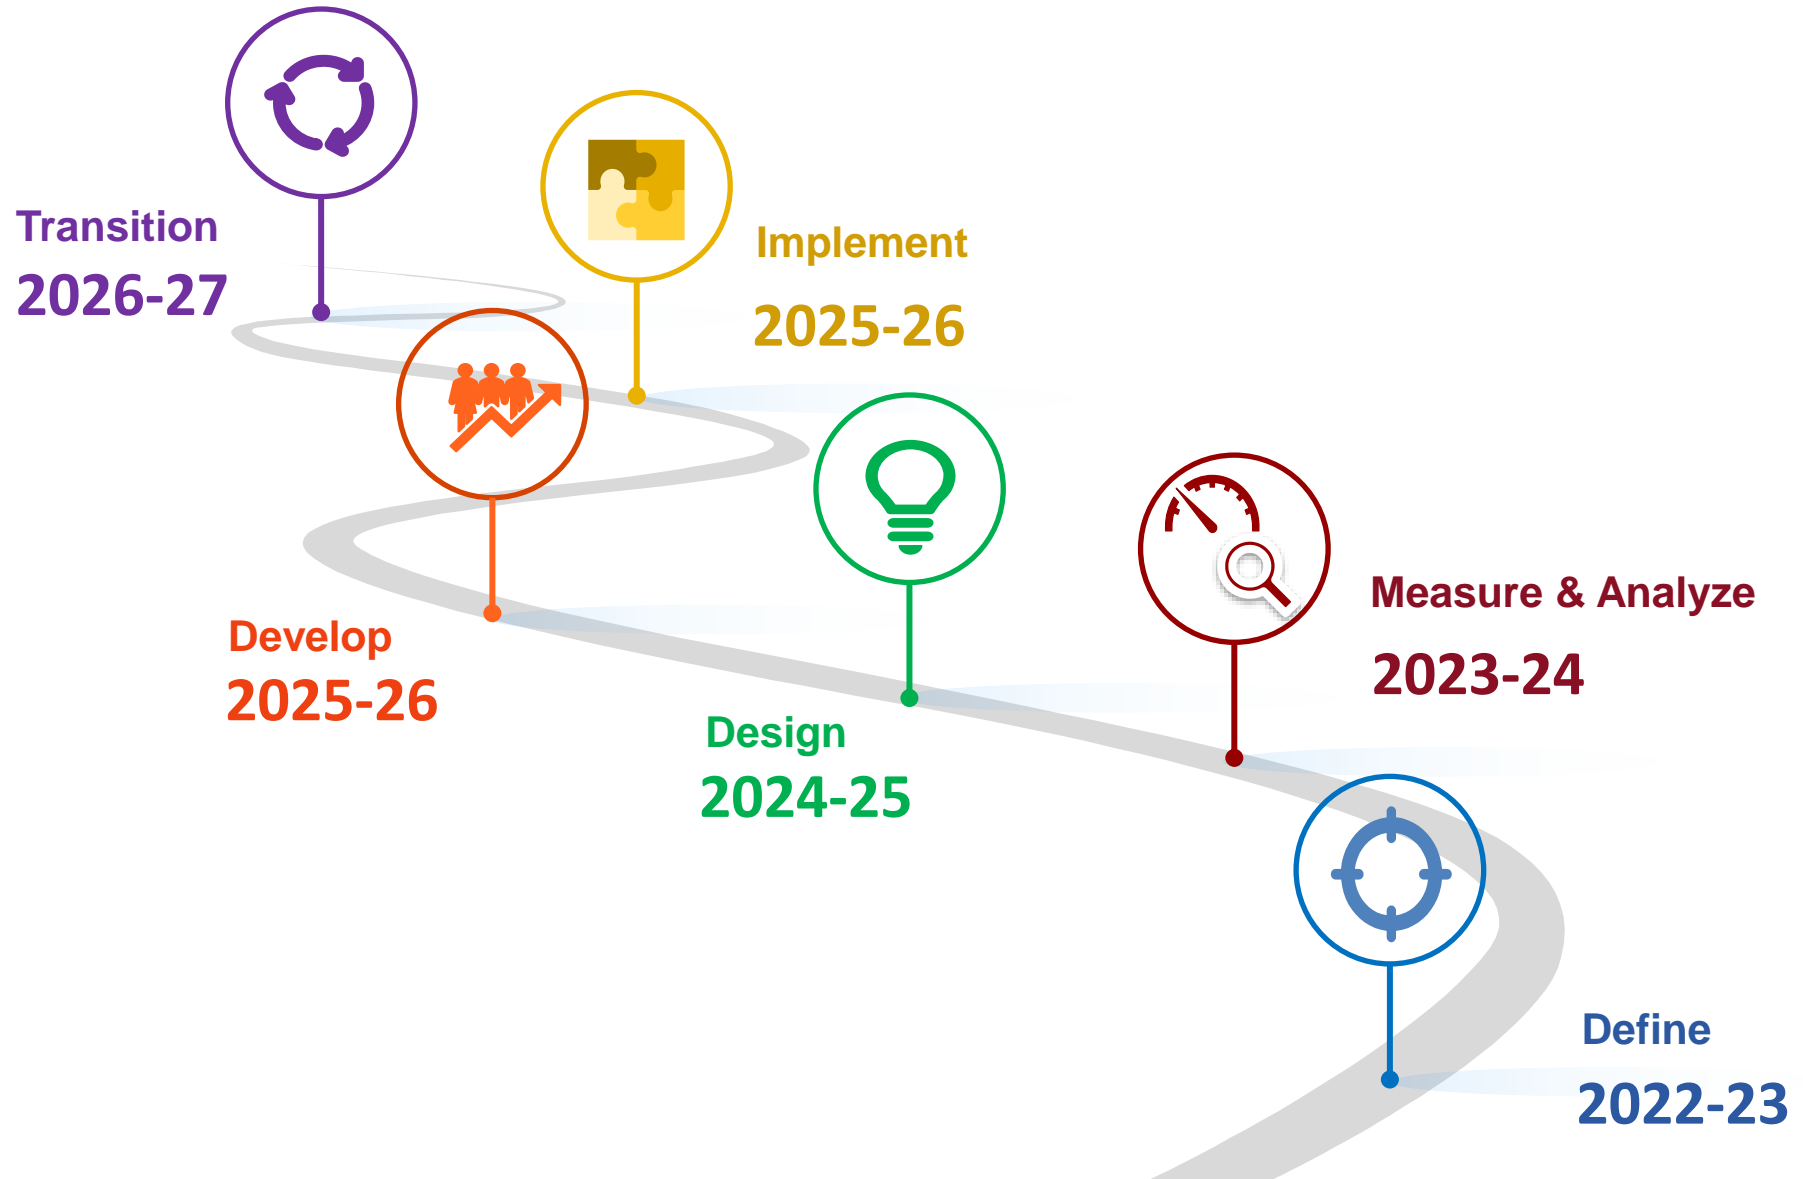 Transition
2026-27
Implement
2025-26
Develop
2025-26
Design
2024-25
Measure & Analyze
2023-24
Define
2022-23